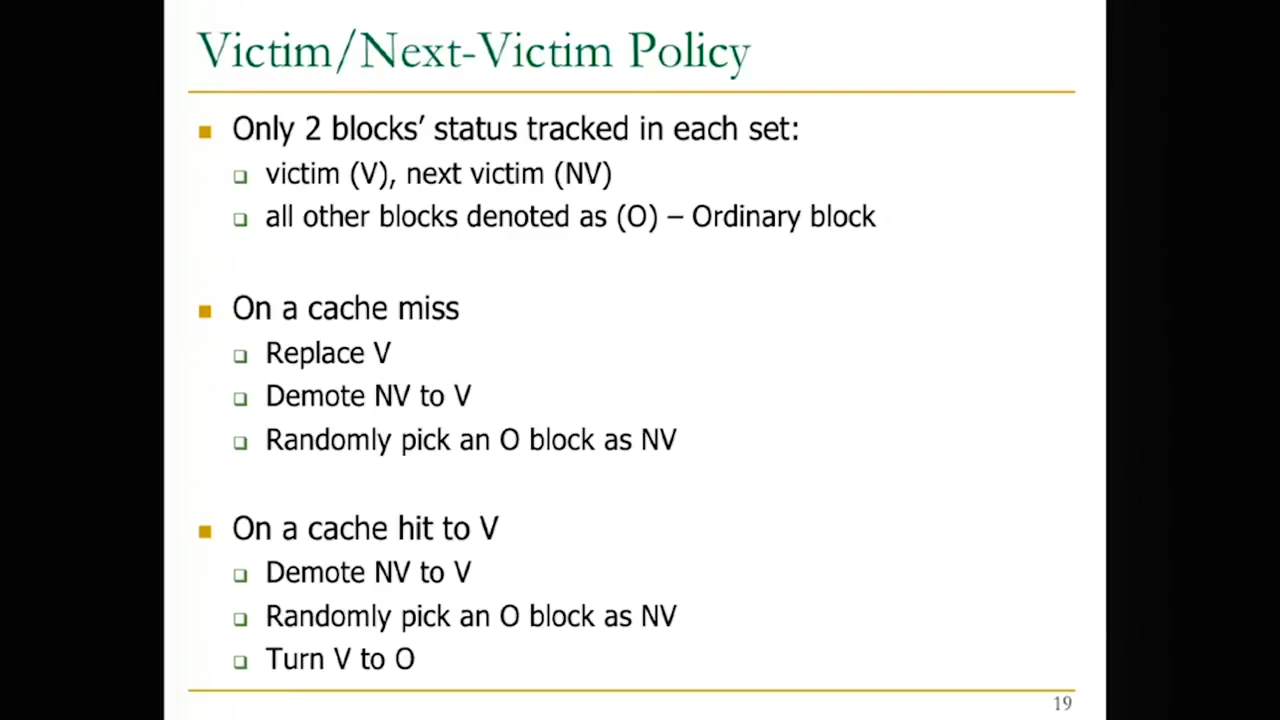 Victim/Next-Victim Policy
Only 2 blocks’ status tracked in each set:
victim (V), next victim (NV)
all other blocks denoted as (O) – Ordinary block
On a cache miss
Replace V
Demote NV to V
Randomly pick an O block as NV
On a cache hit to V
Demote NV to V
Randomly pick an O block as NV
Turn V to O
19